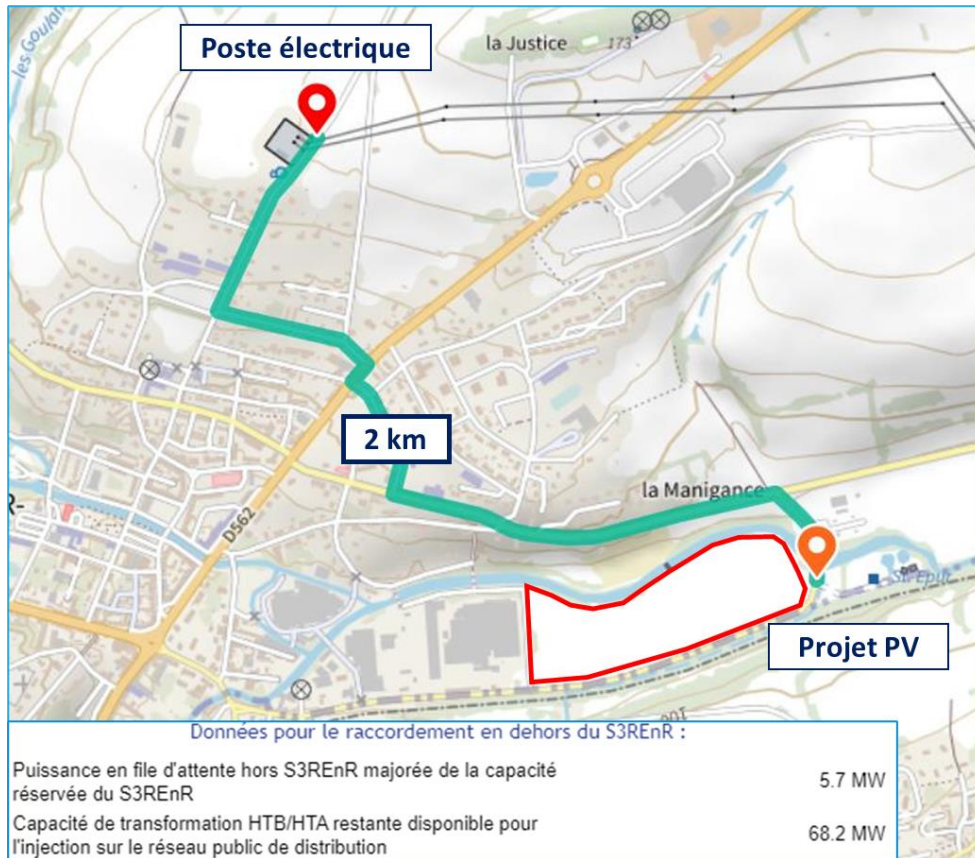 les Goulan
Poste électrique
la Justice
173
2 km
la Manigance
R-
D562
Projet PV
Données pour le raccordement en dehors du S3REnR :
Puissance en file d'attente hors S3REnR majorée de la capacité
réservée du S3REnR
5.7 MW
Capacité de transformation HTB/HTA restante disponible pour
l'injection sur le réseau public de distribution
68.2 MW